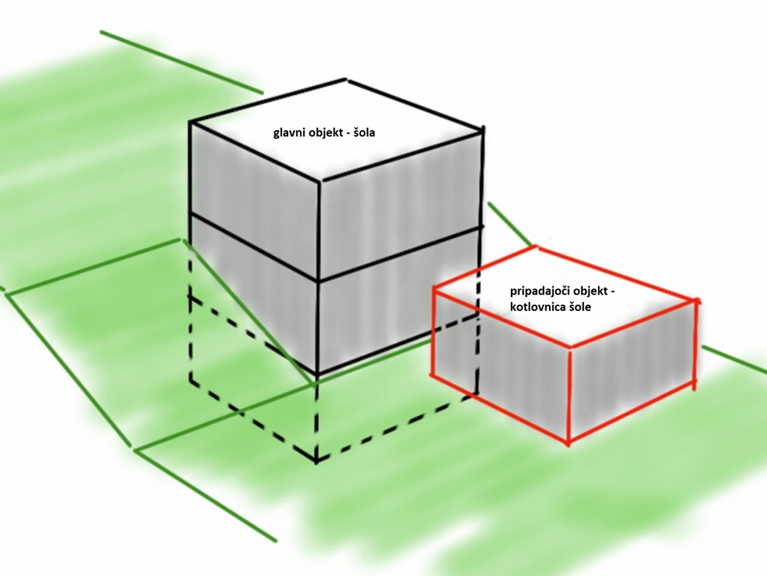 glavni objekt - šola
pripadajoči objekt -
kotlovnica šole